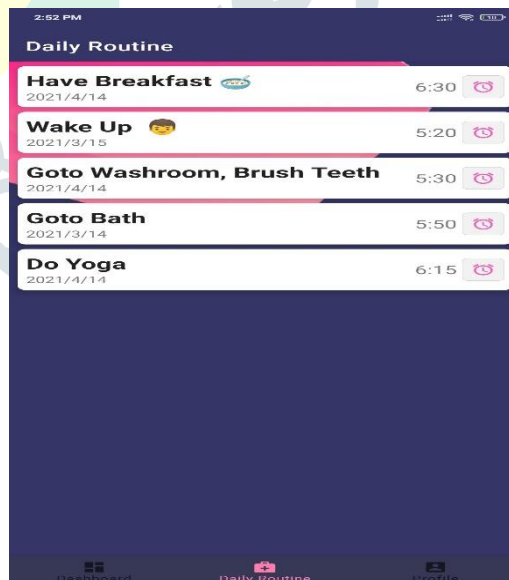 2:52 PM
Daily Routine
Have Breakfast
2021/4/14
6:30
Wake Up
2021/3/15
5:20
Goto Washroom, Brush Teeth
2021/4/14
5:30
Goto Bath
2021/3/14
5:50
Do Yoga
2021/4/14
6:15
Dashboard
Daily Routine
Profile